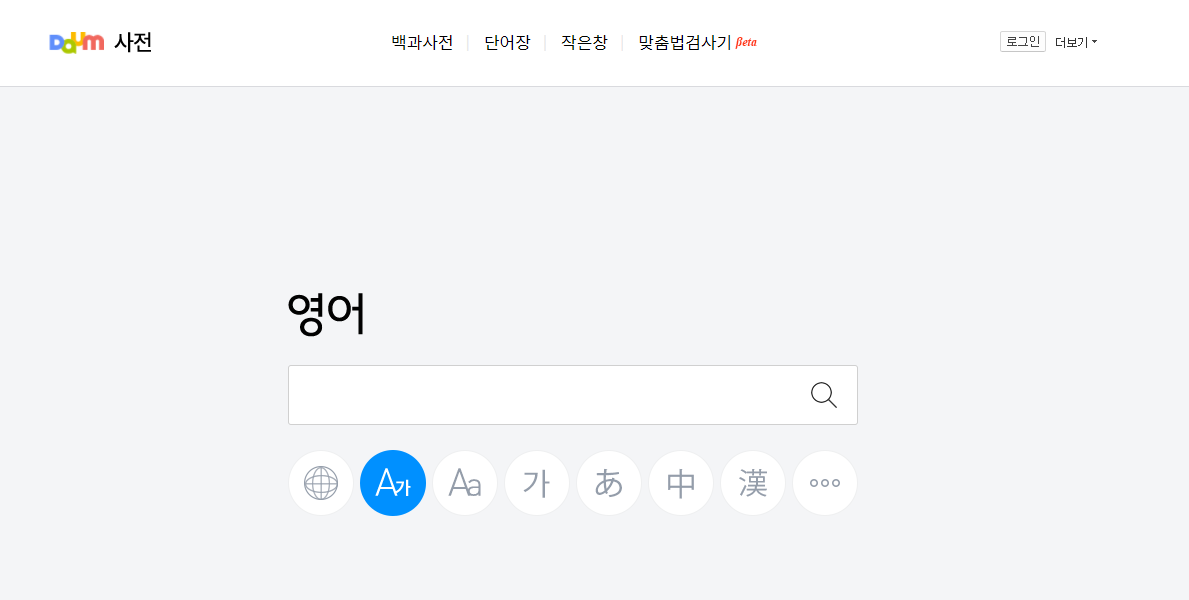 Daum 사전
백과사전 단어장 작은창 맞춤법검사기 βeta
로그인 더보기
영어
A가 Aa 가 あ 中 漢